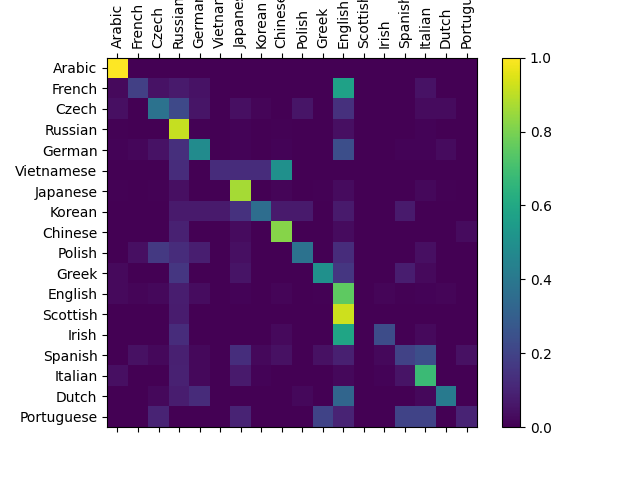 Arabic
French
Czech
Russian
German
Vietnam
Japanese
Korean
Chinese
Polish
Greek
English
Scottish
Irish
Spanish
Italian
Dutch
Portugu
Arabic
French
Czech
Russian
German
Vietnamese
Japanese
Korean
Chinese
Polish
Greek
English
Scottish
Irish
Spanish
Italian
Dutch
Portuguese
1.0
0.8
0.6
0.4
0.2
0.0